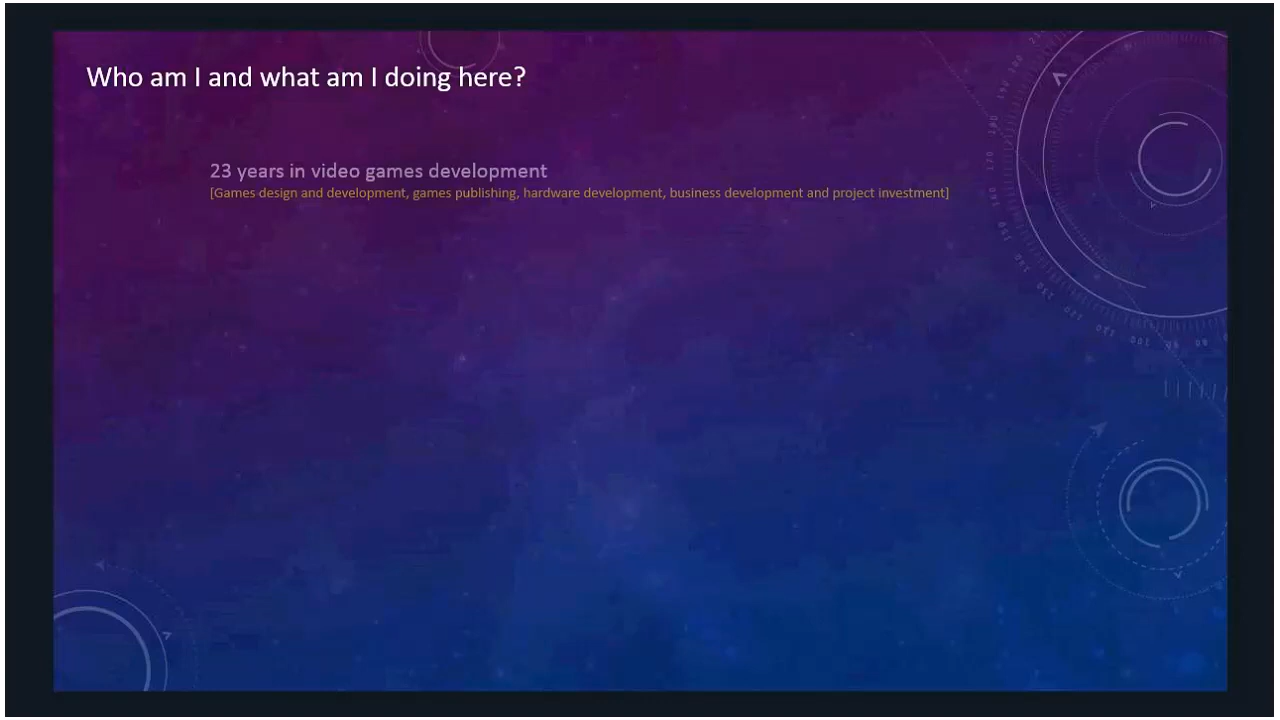 Who am I and what am I doing here?
23 years in video games development
[Games design and development, games publishing, hardware development, business development and project investment]